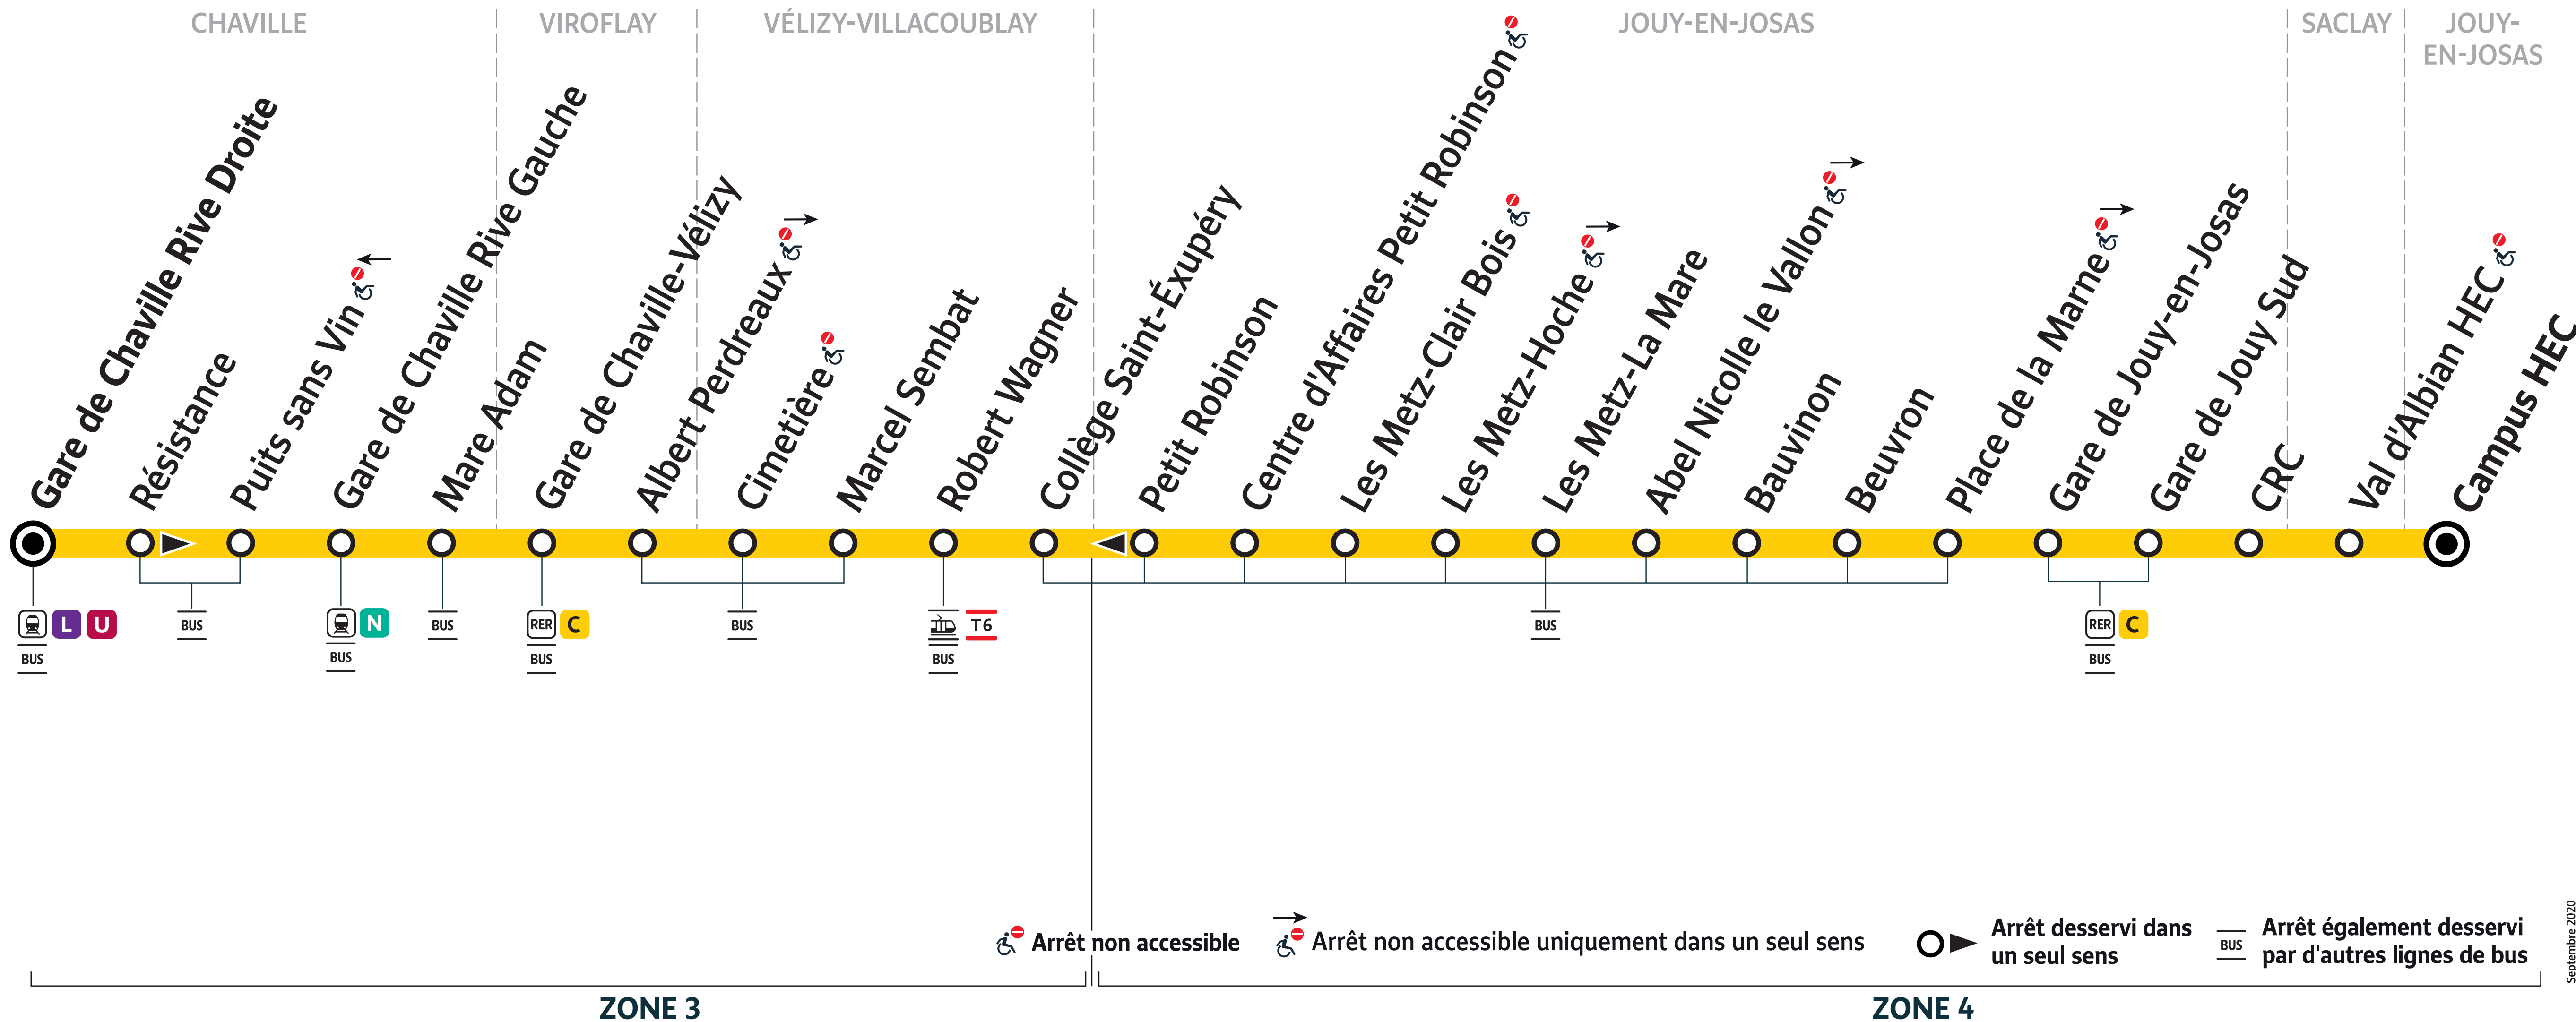 CHAVILLE
VIROFLAY
VÉLIZY-VILLACOUBLAY
JOUY-EN-JOSAS
SACLAY
JOUY-
EN-JOSAS
Gare de Chaville Rive Droite
Résistance
Puits sans Vin
Gare de Chaville Rive Gauche
Mare Adam
Gare de Chaville-Vélizy
Albert Perdreaux
Cimetière
Marcel Sembat
Robert Wagner
Collège Saint-Éxupéry
Petit Robinson
Centre d'Affaires Petit Robinson
Les Metz-Clair Bois
Les Metz-Hoche
Les Metz-La Mare
Abel Nicolle le Vallon
Bauvinon
Beuvron
Place de la Marne
Gare de Jouy-en-Josas
Gare de Jouy Sud
CRC
Val d'Albian HEC
Campus HEC
L U
BUS
BUS
N
BUS
BUS
RER C
BUS
BUS
T6
BUS
BUS
RER C
BUS
Arrêt non accessible
Arrêt non accessible uniquement dans un seul sens
Arrêt desservi dans
un seul sens
BUS
Arrêt également desservi
par d'autres lignes de bus
Septembre 2020
ZONE 3
ZONE 4